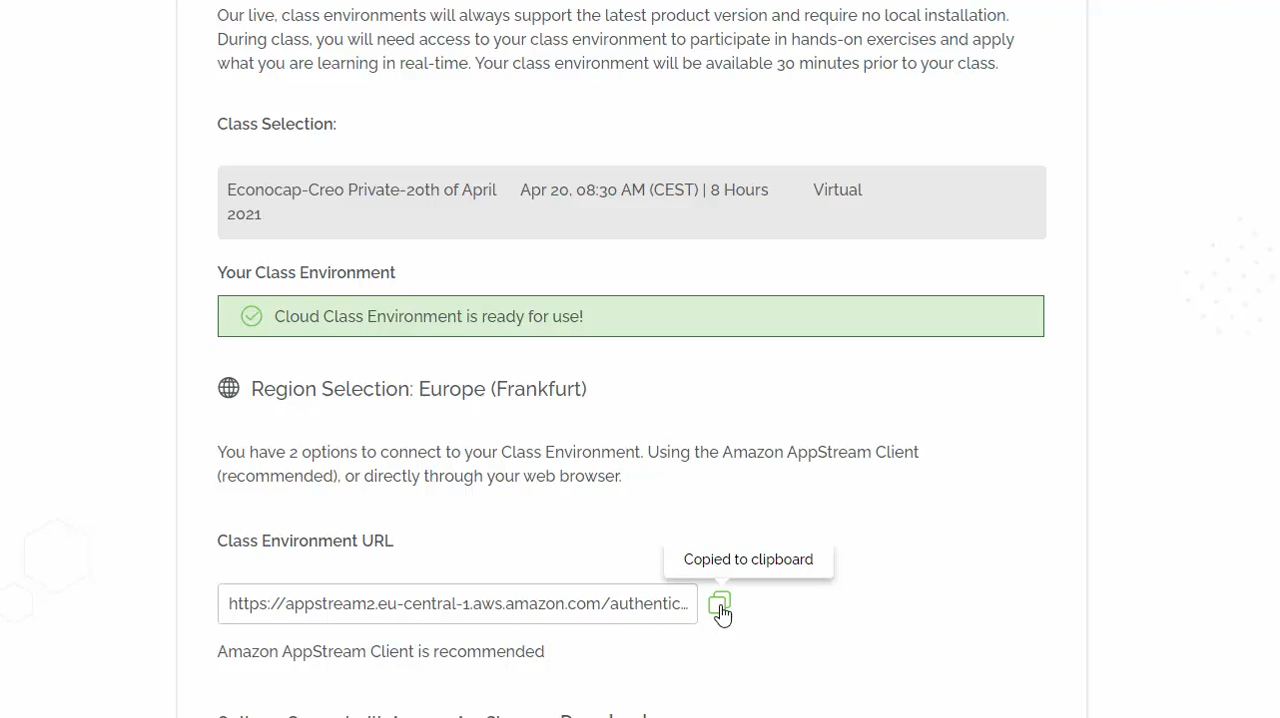 Our live, class environments will always support the latest product version and require no local installation.
During class, you will need access to your class environment to participate in hands-on exercises and apply
what you are learning in real-time. Your class environment will be available 30 minutes prior to your class.
Class Selection:
Econocap-Creo Private-20th of April
2021
Apr 20, 08:30 AM (CEST) | 8 Hours
Virtual
Your Class Environment
Cloud Class Environment is ready for use!
Region Selection: Europe (Frankfurt)
You have 2 options to connect to your Class Environment. Using the Amazon AppStream Client
(recommended), or directly through your web browser.
Class Environment URL
Copied to clipboard
https://appstream2.eu-central-1.aws.amazon.com/authentic...
Amazon AppStream Client is recommended